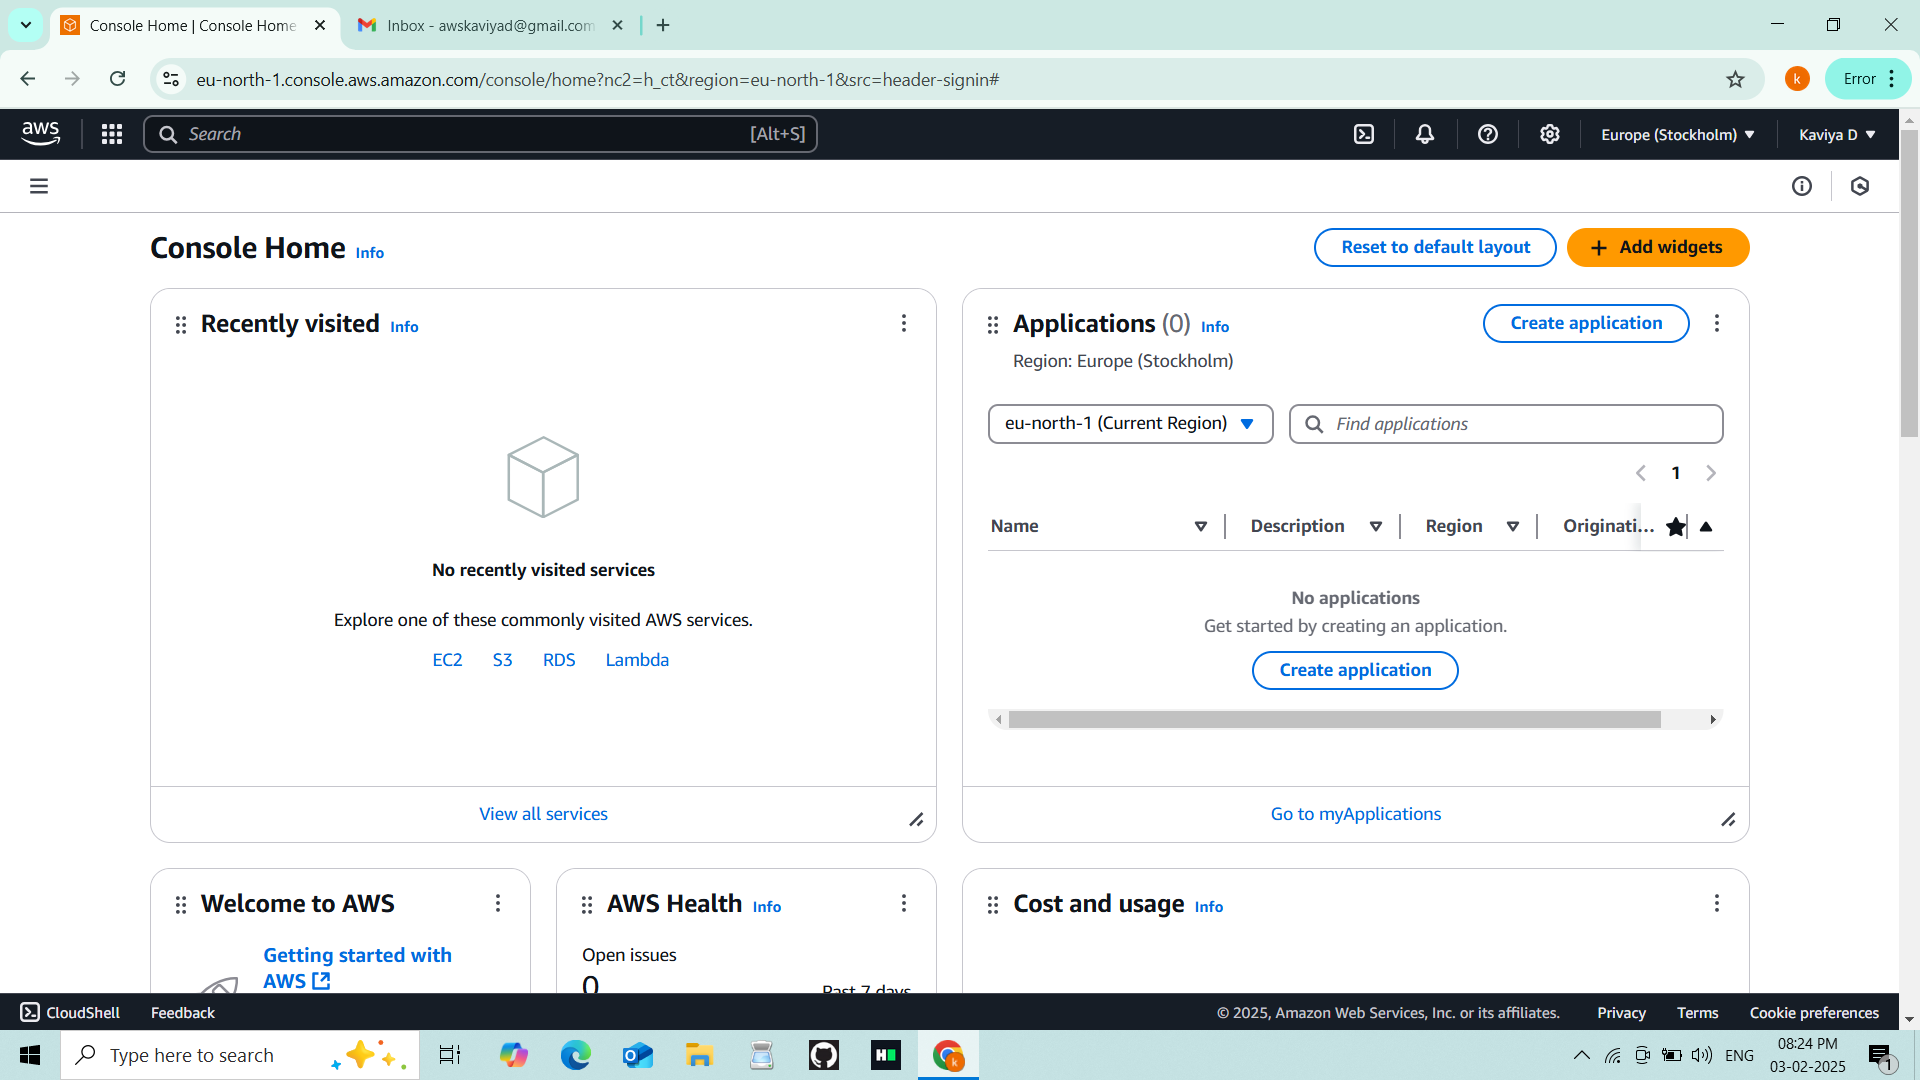 Console Home | Console Home
Inbox - awskaviyad@gmail.com
eu-north-1.console.aws.amazon.com/console/home?nc2=h_ct&region=eu-north-1&src=header-signin#
k
Error
aws
Search
[Alt+S]
Europe (Stockholm)
Kaviya D
Console Home Info
Reset to default layout
Add widgets
Recently visited Info
No recently visited services
Explore one of these commonly visited AWS services.
EC2 S3 RDS Lambda
View all services
Applications (0) Info
Create application
Region: Europe (Stockholm)
eu-north-1 (Current Region)
Find applications
1
Name Description Region Originati...
No applications
Get started by creating an application.
Create application
Go to myApplications
Welcome to AWS
Getting started with
AWS
AWS Health Info
Open issues
0
Past 7 days
Cost and usage Info
CloudShell
Feedback
© 2025, Amazon Web Services, Inc. or its affiliates.
Privacy
Terms
Cookie preferences
Type here to search
ENG
08:24 PM
03-02-2025
1